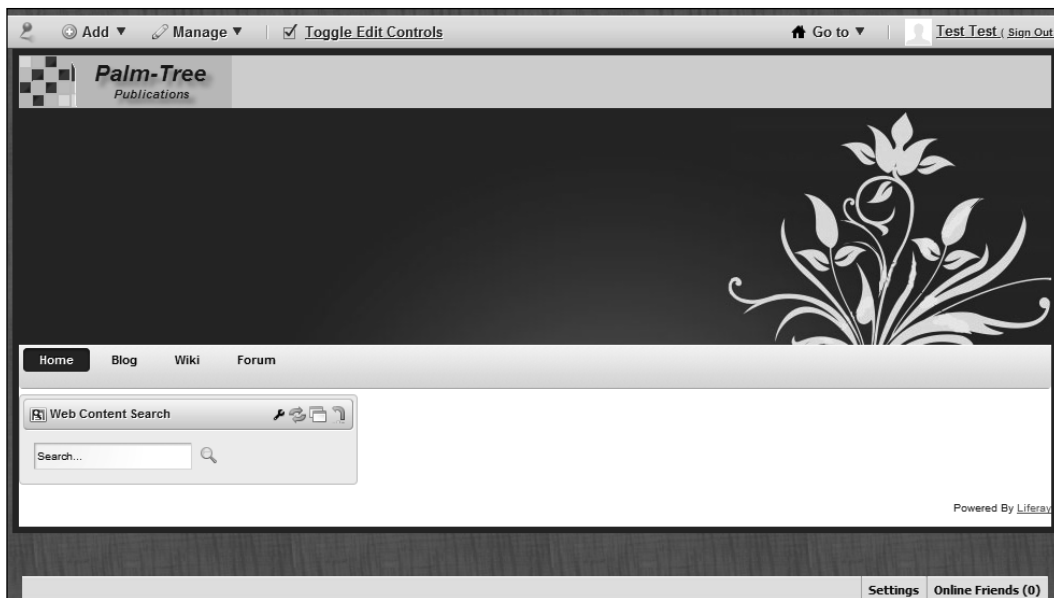 Add Manage Toggle Edit Controls Go to Test Test ( Sign Out
Palm-Tree
Publications
Home Blog Wiki Forum
Web Content Search
Search...
Powered By Liferay
Settings Online Friends (0)